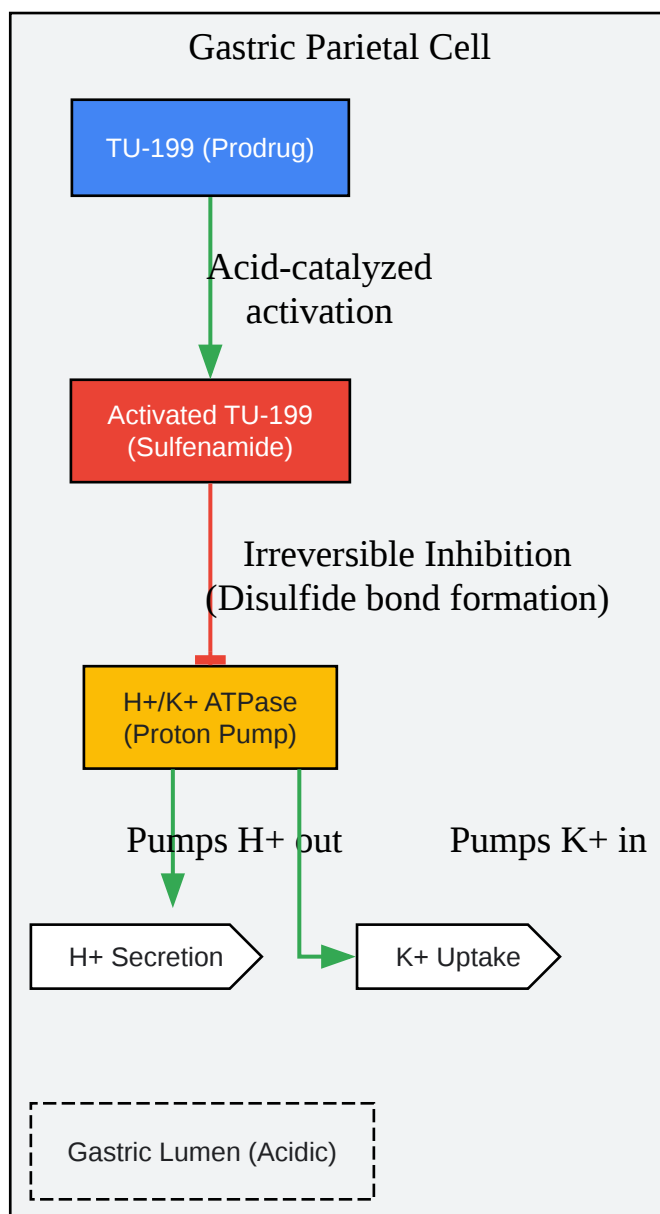 Gastric Parietal Cell
TU-199 (Prodrug)
Acid-catalyzed
activation
Activated TU-199
(Sulfenamide)
Irreversible Inhibition
(Disulfide bond formation)
H+/K+ ATPase
(Proton Pump)
Pumps H+ out
Pumps K+ in
H+ Secretion
K+ Uptake
Gastric Lumen (Acidic)